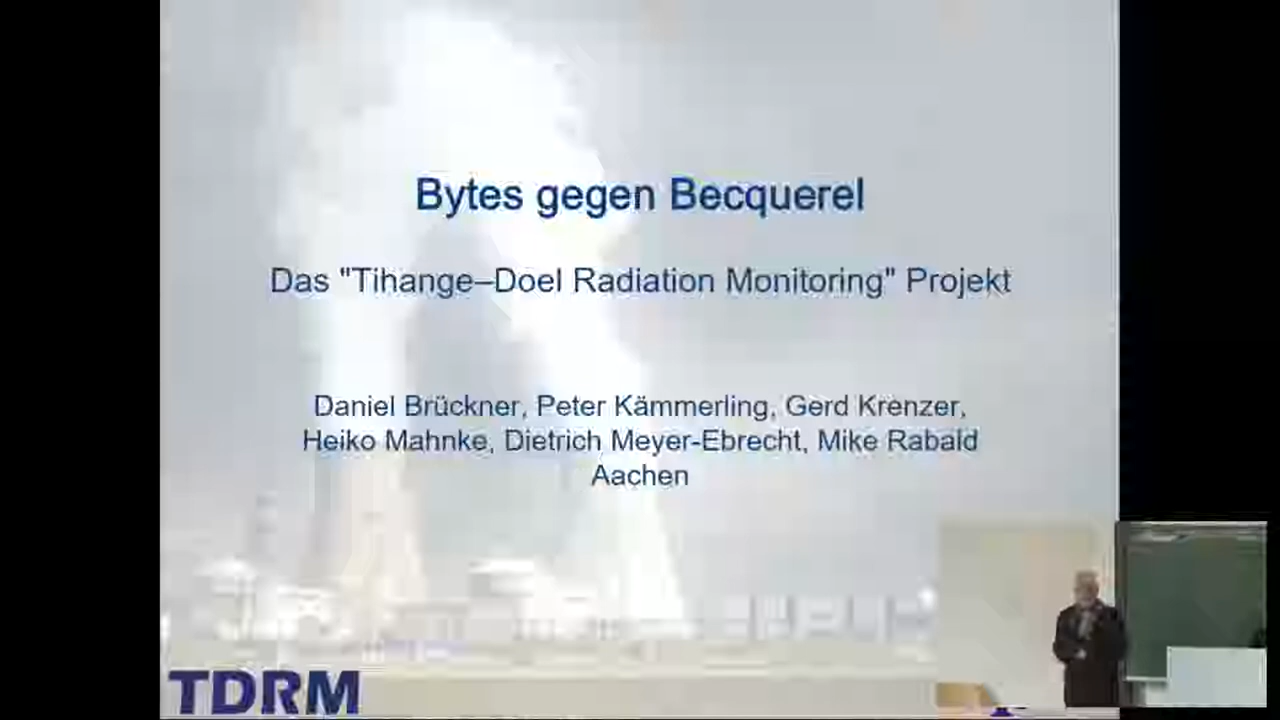 Bytes gegen Becquerel
Das "Tihange–Doel Radiation Monitoring" Projekt
Daniel Brückner, Peter Kämmerling, Gerd Krenzer,
Heiko Mahnke, Dietrich Meyer-Ebrecht, Mike Rabald
Aachen
TDRM